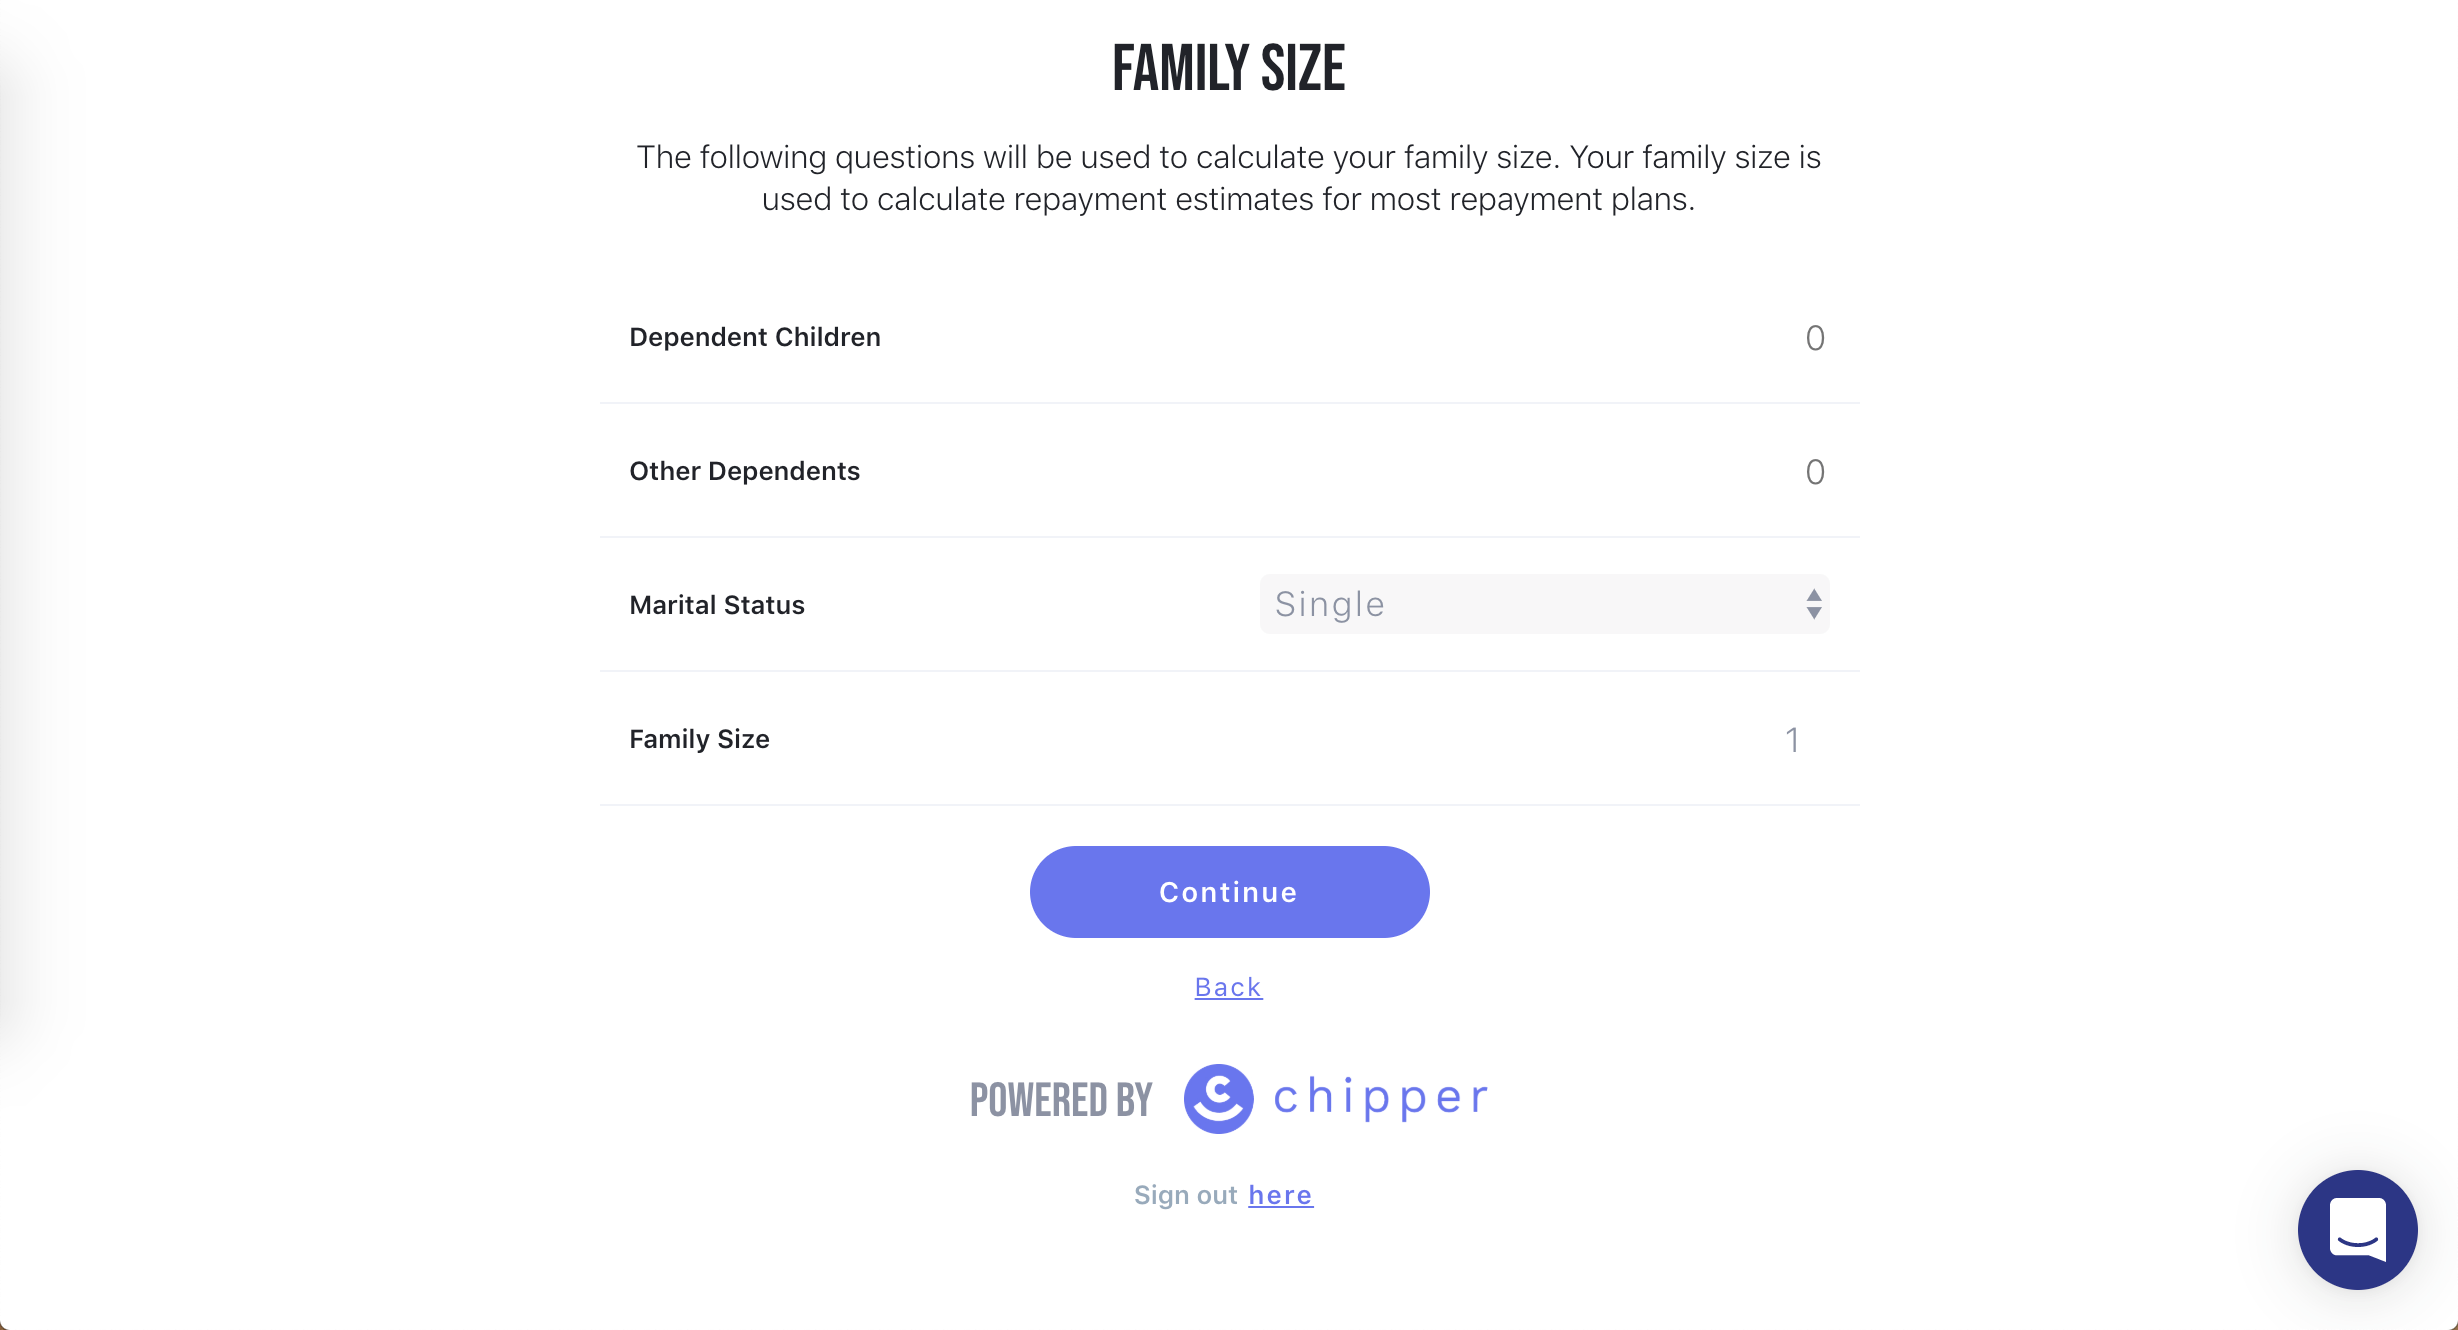 FAMILY SIZE
The following questions will be used to calculate your family size. Your family size is
used to calculate repayment estimates for most repayment plans.
Dependent Children 0
Other Dependents 0
Marital Status Single
Family Size 1
Continue
Back
POWERED BY chipper
Sign out here